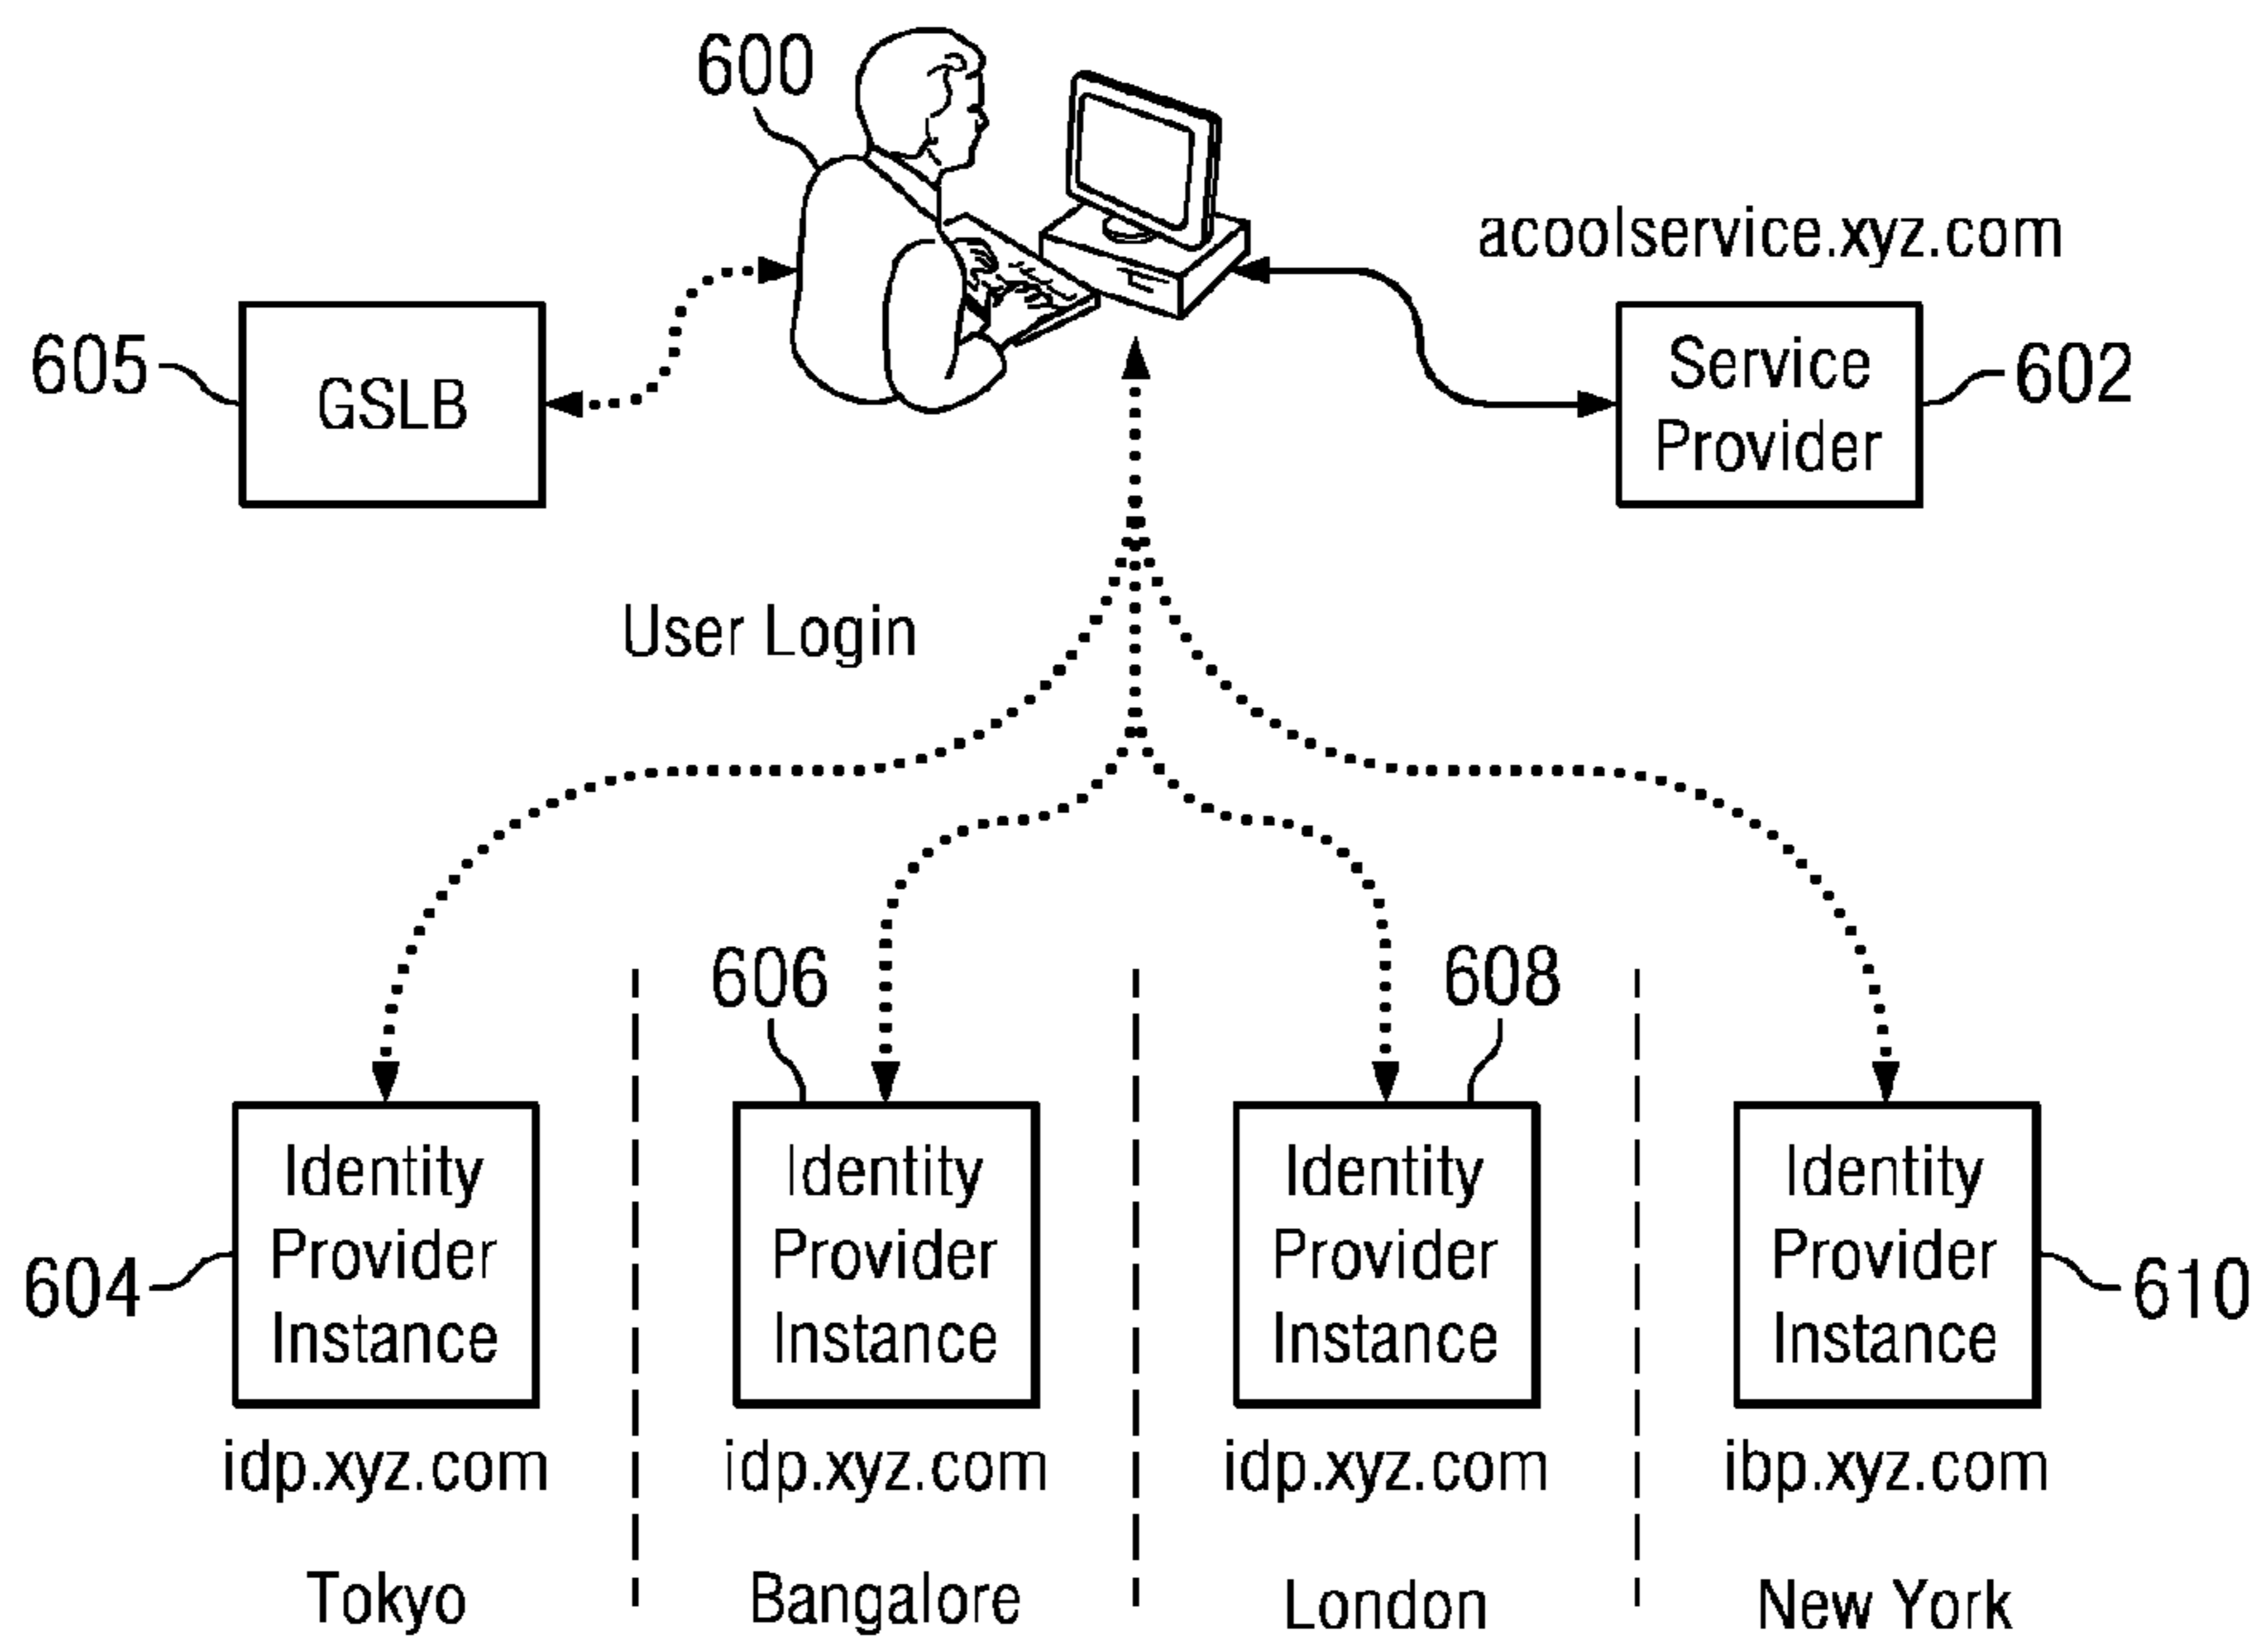 600
acoolservice.xyz.com
605
GSLB
Service
Provider
602
User Login
606
608
Identity
Provider
Instance
604
Identity
Provider
Instance
Identity
Provider
Instance
Identity
Provider
Instance
610
idp.xyz.com
idp.xyz.com
idp.xyz.com
ibp.xyz.com
Tokyo
Bangalore
London
New York